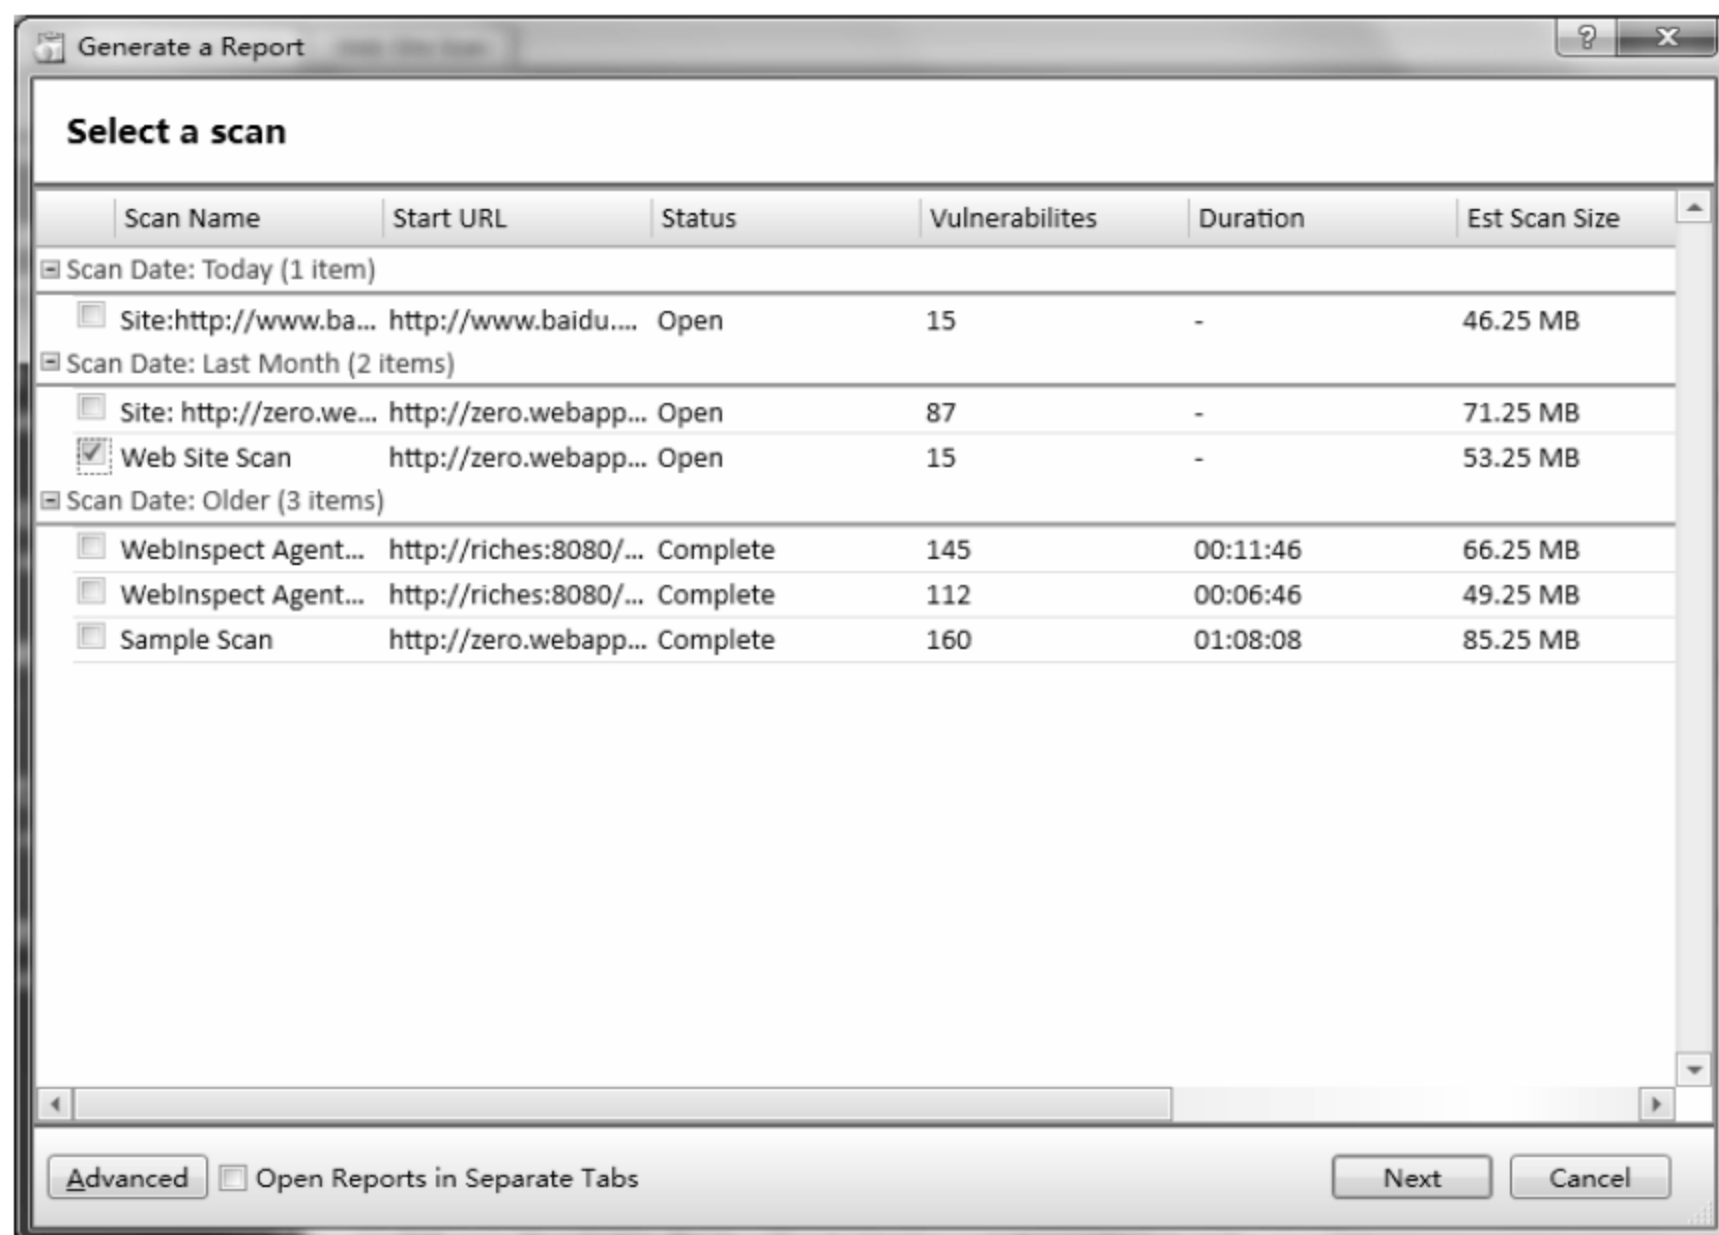 Generate a Report
Select a scan
Scan Name Start URL Status Vulnerabilites Duration Est Scan Size
Scan Date: Today (1 item)
Site:http://www.ba... http://www.baidu.... Open 15 - 46.25 MB
Scan Date: Last Month (2 items)
Site: http://zero.we... http://zero.webapp... Open 87 - 71.25 MB
Web Site Scan http://zero.webapp... Open 15 - 53.25 MB
Scan Date: Older (3 items)
WebInspect Agent... http://riches:8080/... Complete 145 00:11:46 66.25 MB
WebInspect Agent... http://riches:8080/... Complete 112 00:06:46 49.25 MB
Sample Scan http://zero.webapp... Complete 160 01:08:08 85.25 MB
Advanced Open Reports in Separate Tabs Next Cancel